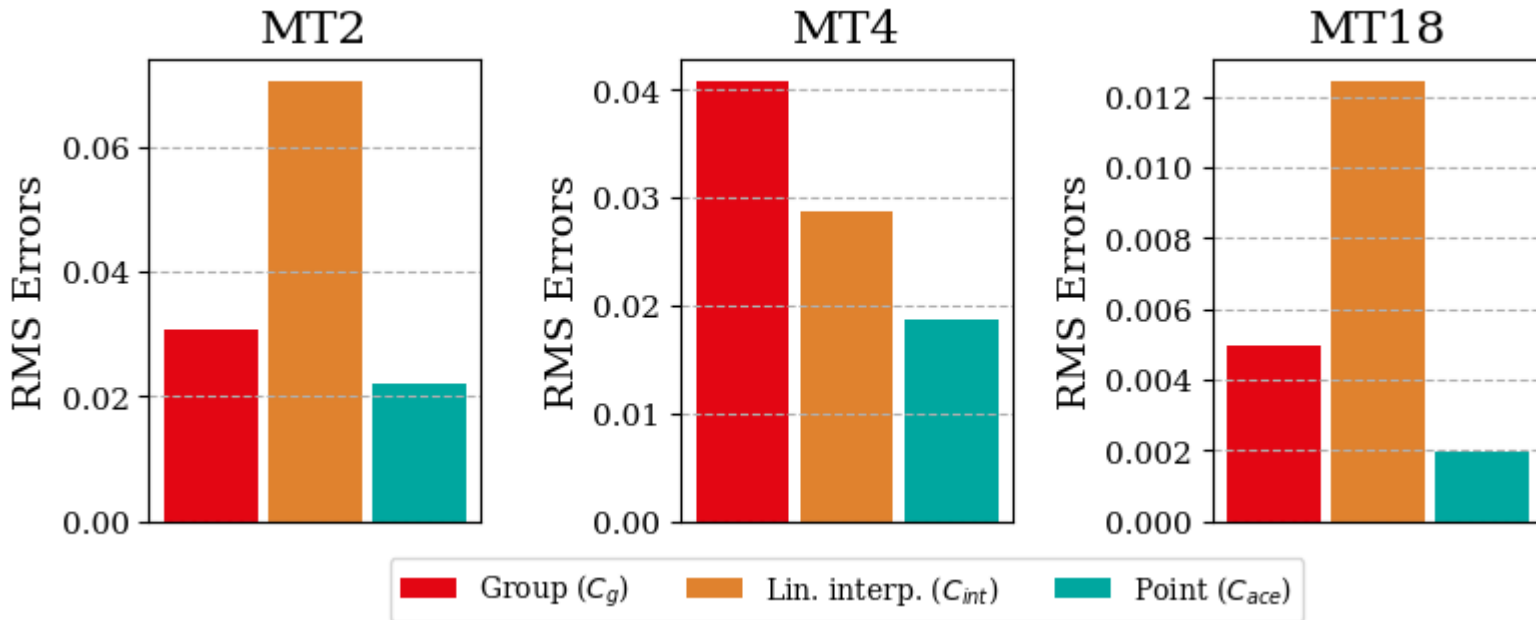 MT2
MT4
MT18
RMS Errors
0.06
0.04
0.02
0.00
RMS Errors
0.04
0.03
0.02
0.01
0.00
RMS Errors
0.012
0.010
0.008
0.006
0.004
0.002
0.000
Group (C_g) Lin. interp. (C_int) Point (C_ace)